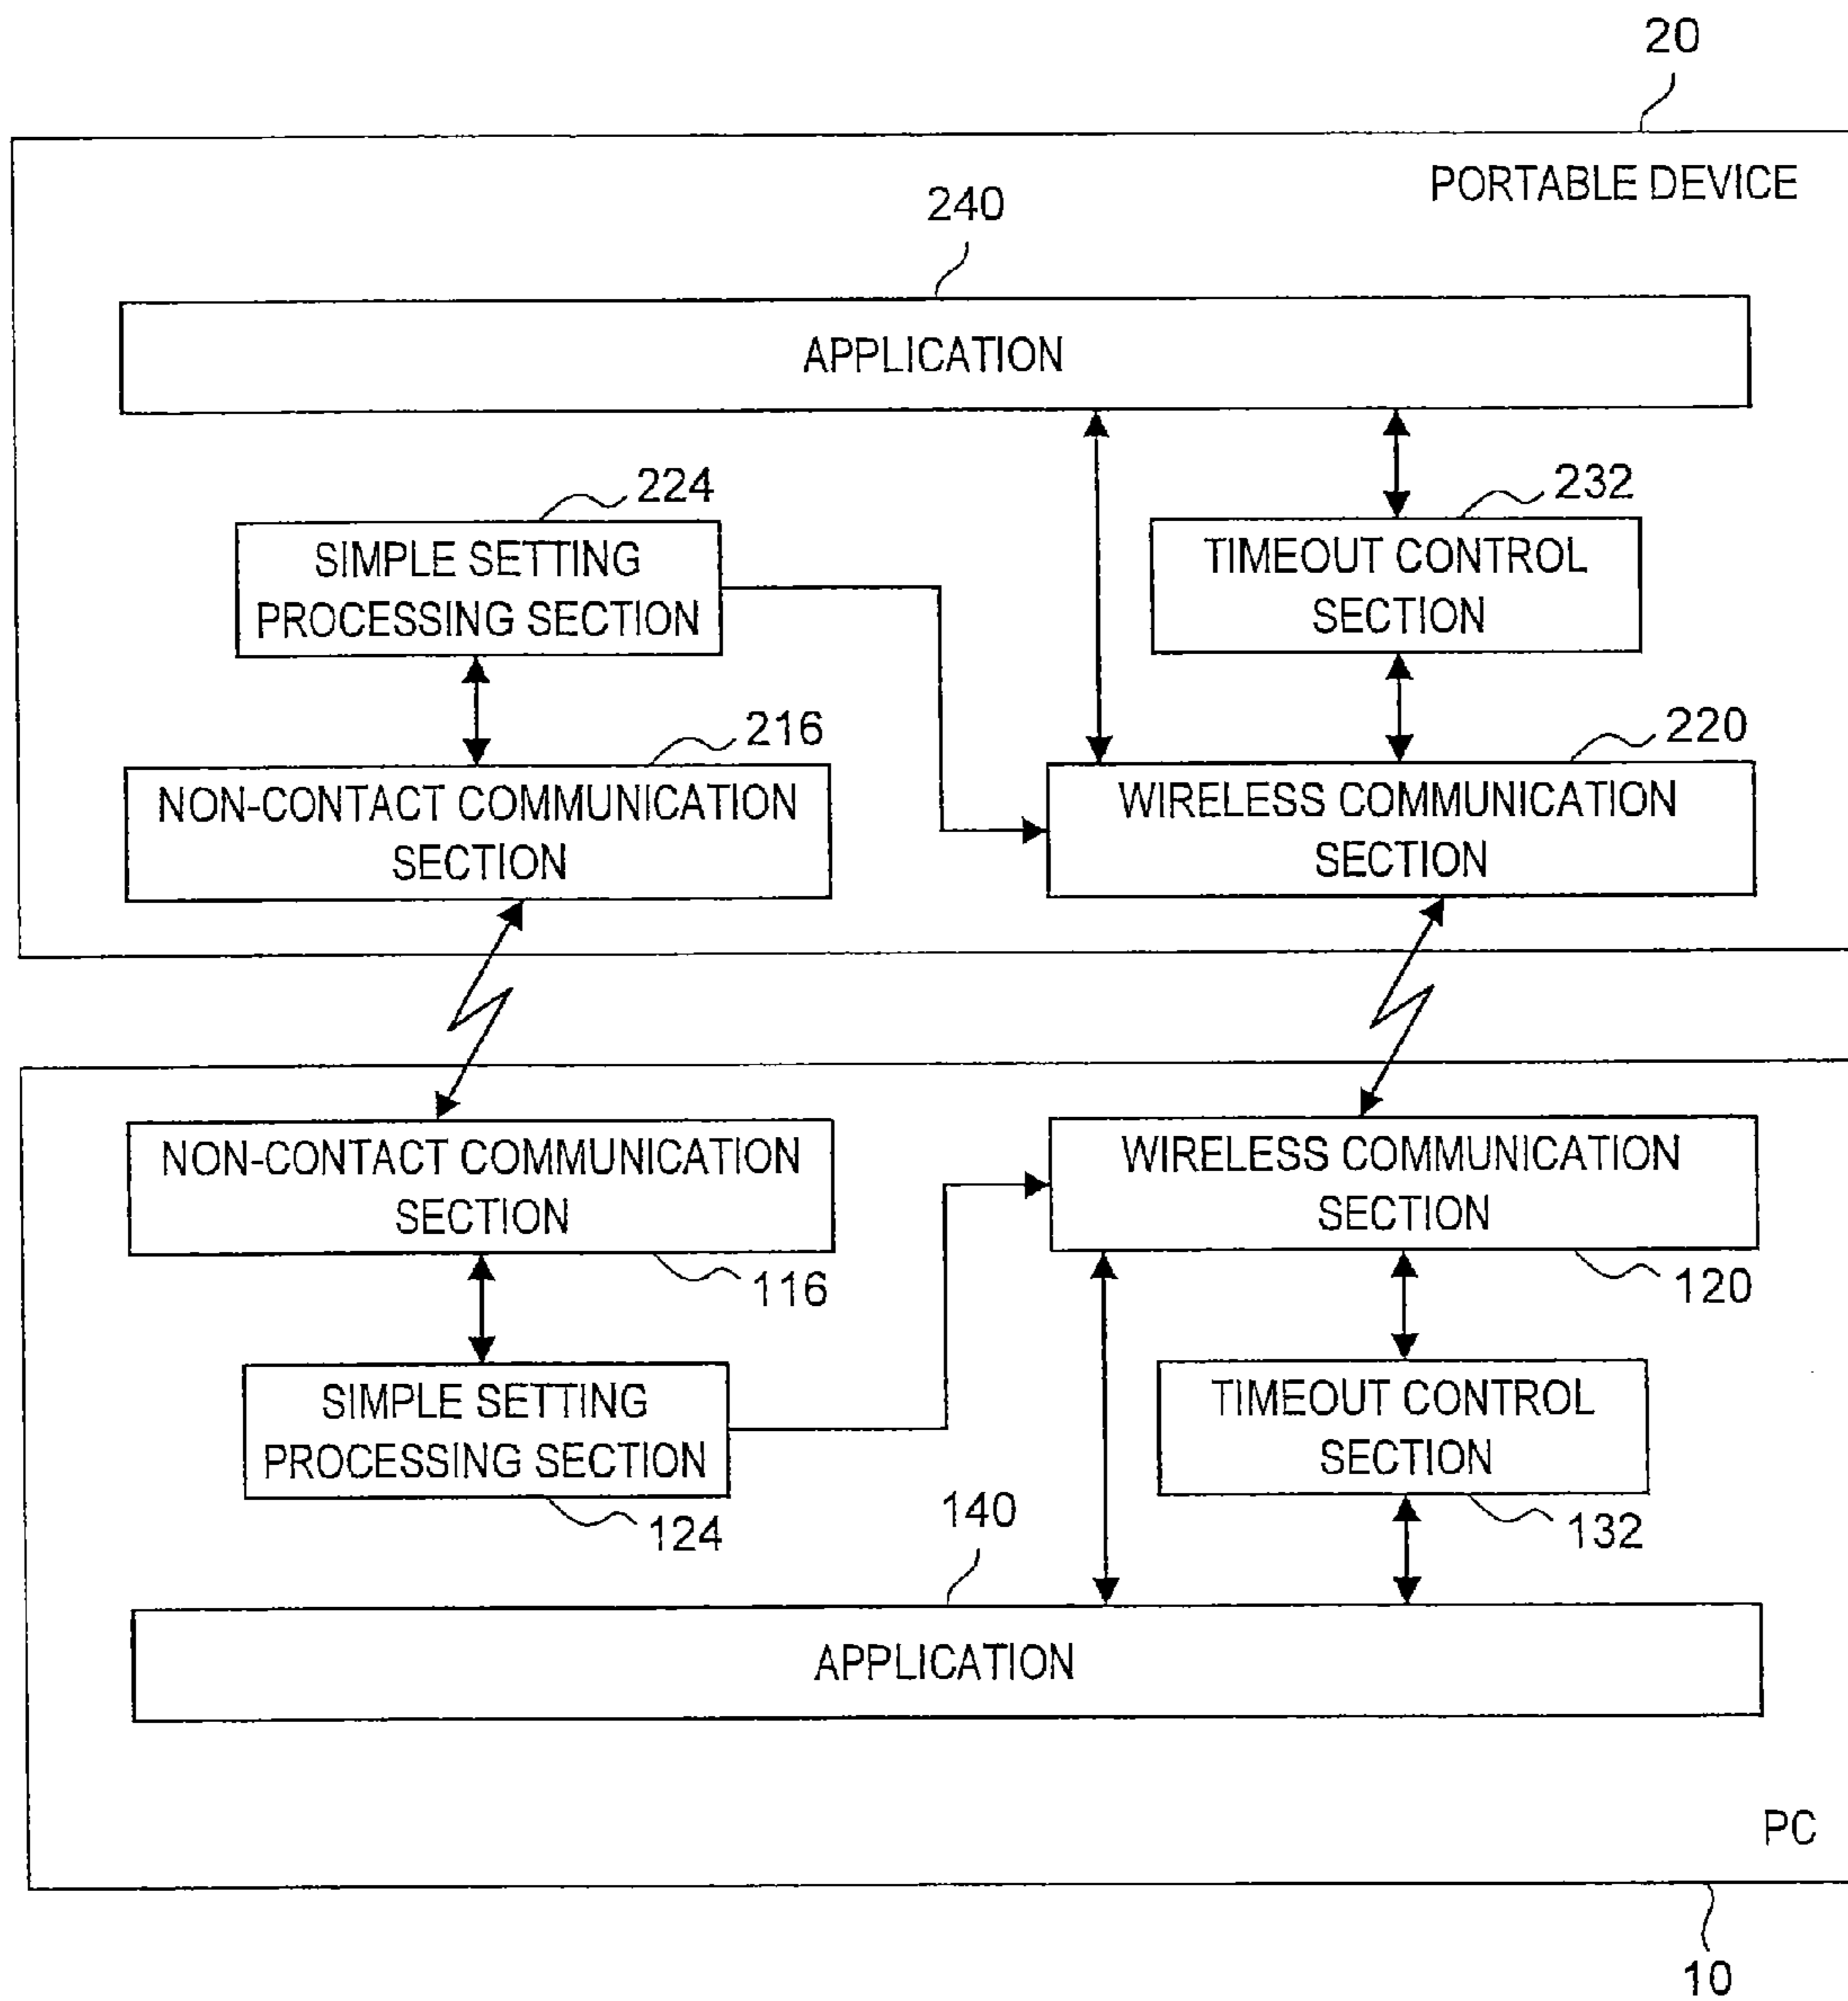 20
PORTABLE DEVICE
240
APPLICATION
224
232
SIMPLE SETTING
PROCESSING SECTION
TIMEOUT CONTROL
SECTION
216
220
NON-CONTACT COMMUNICATION
SECTION
WIRELESS COMMUNICATION
SECTION
NON-CONTACT COMMUNICATION
SECTION
WIRELESS COMMUNICATION
SECTION
116
120
SIMPLE SETTING
PROCESSING SECTION
TIMEOUT CONTROL
SECTION
124
140
132
APPLICATION
PC
10